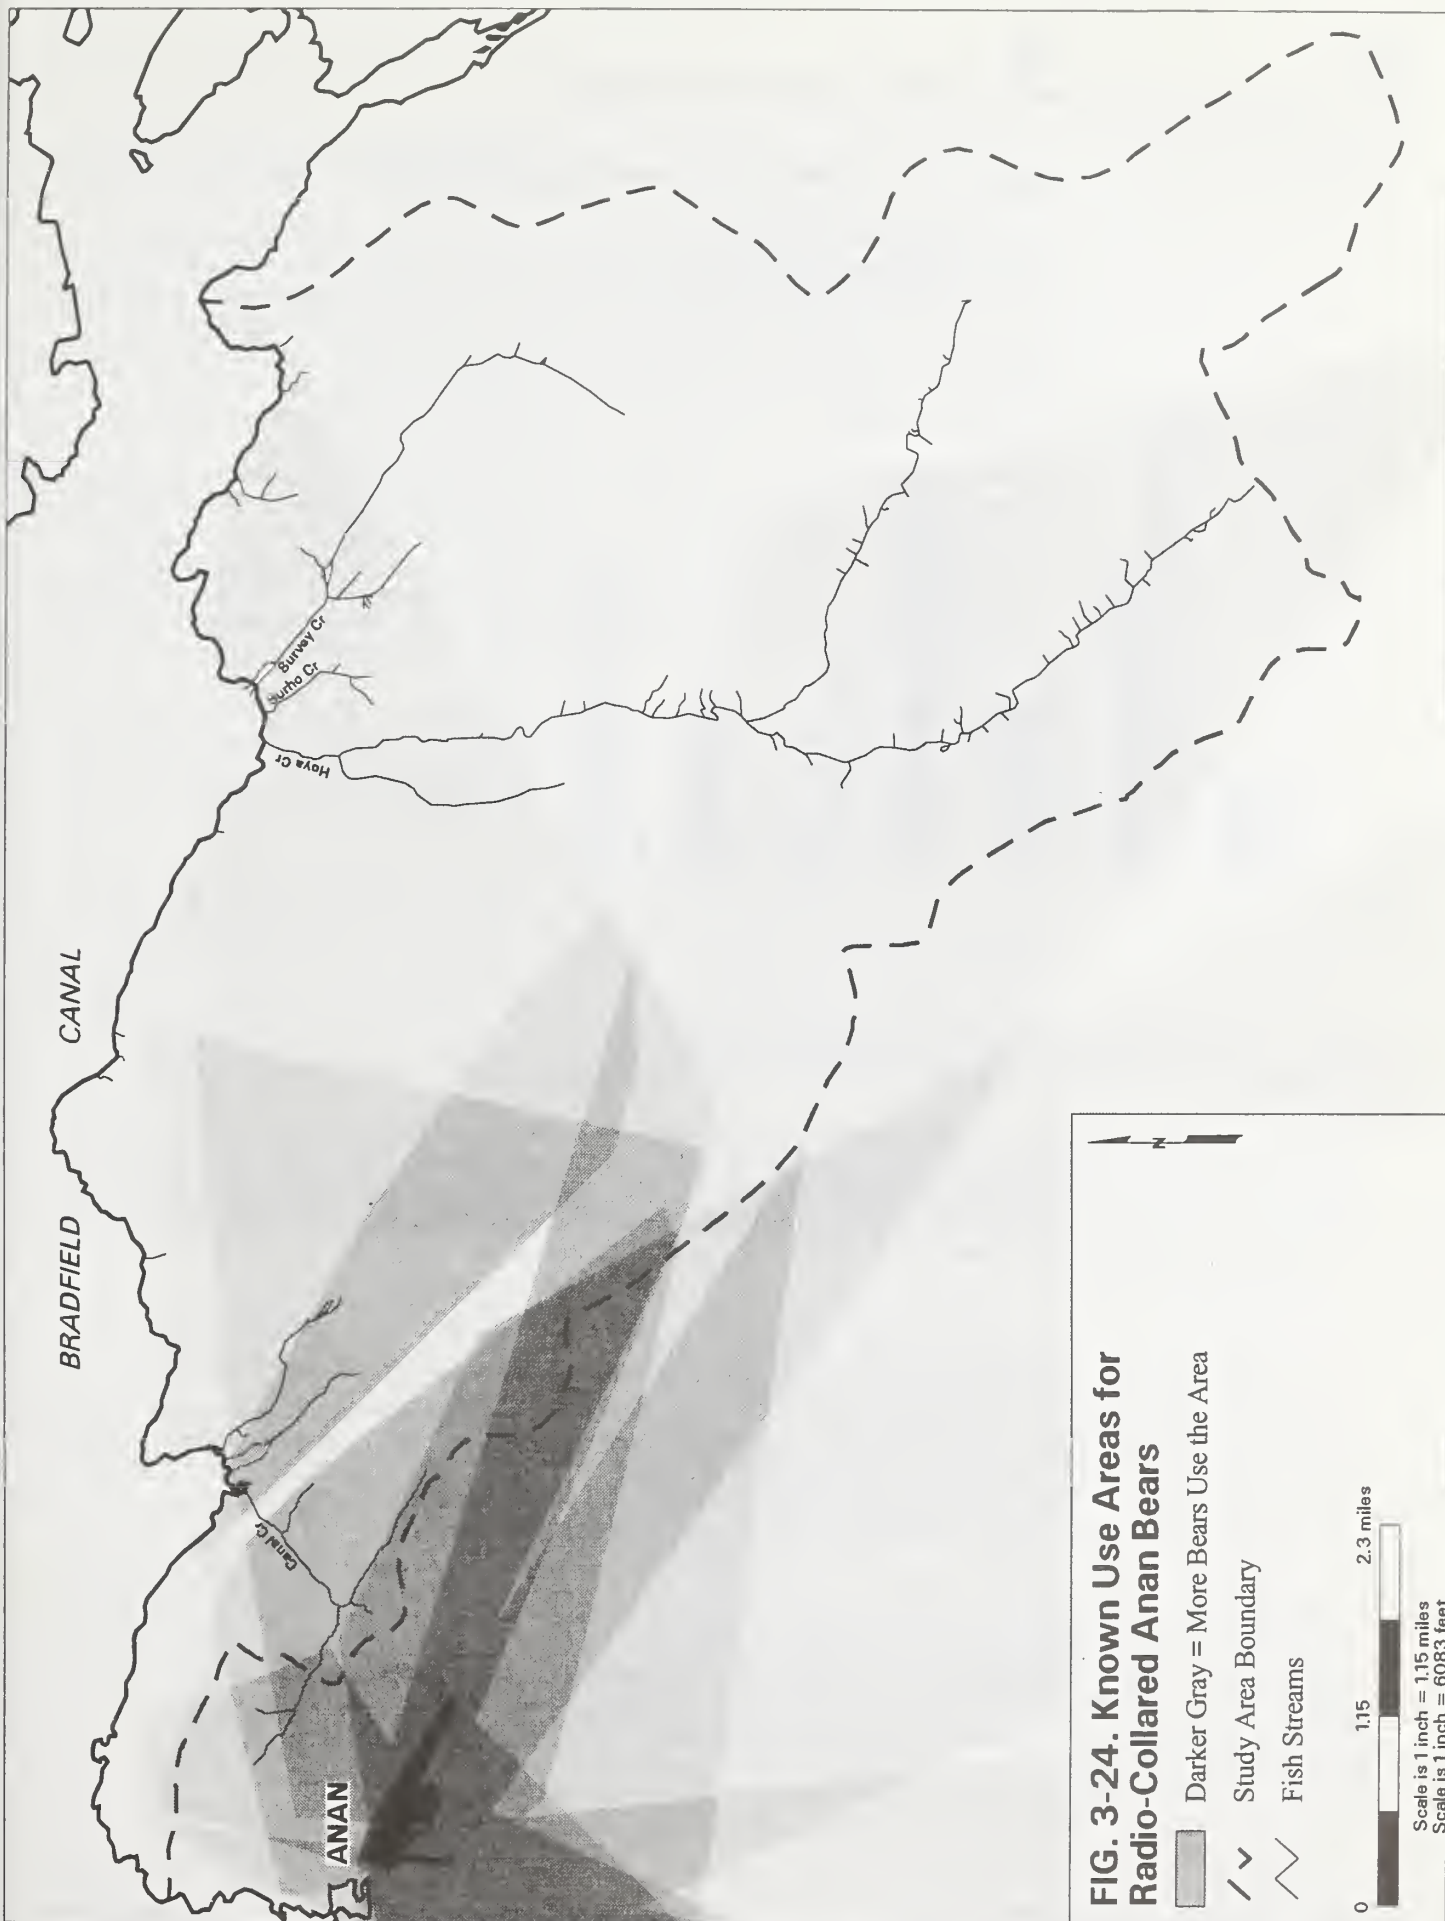 BRADFIELD CANAL
Survey Cr
Hoya Cr
Canal Cr
ANAN
FIG. 3-24. Known Use Areas for
Radio-Collared Anan Bears
Darker Gray = More Bears Use the Area
Study Area Boundary
Fish Streams
N
0 1.15 2.3 miles
Scale is 1 inch = 1.15 miles
Scale is 1 inch = 6083 feet